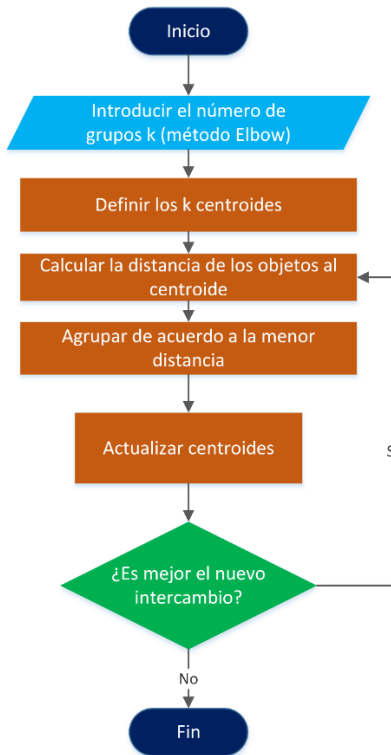 Inicio
Introducir el número de
grupos k (método Elbow)
Definir los k centroides
Calcular la distancia de los objetos al
centroide
Agrupar de acuerdo a la menor
distancia
Actualizar centroides
¿Es mejor el nuevo
intercambio?
No
Fin